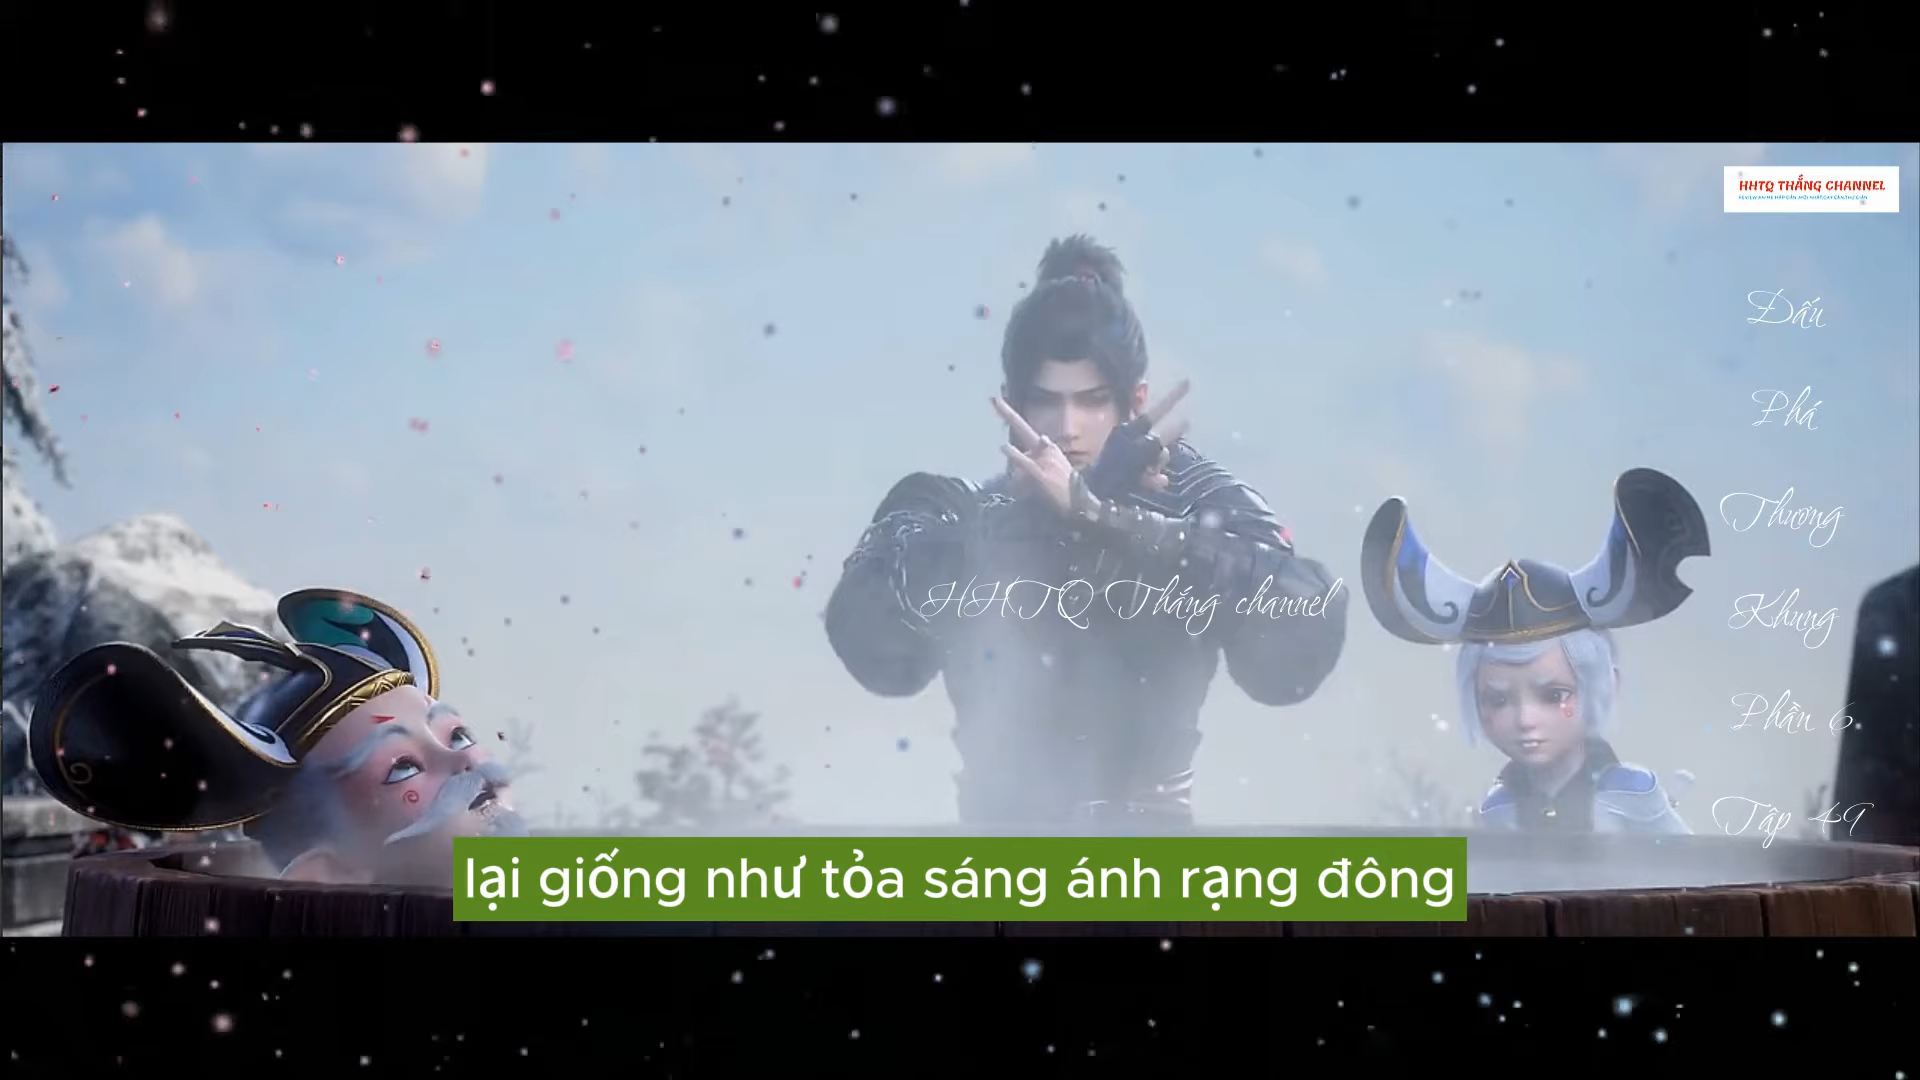 HHTQ THẮNG CHANNEL
Đấu
Phá
Thương
Khung
Phần 6
Tập 49
HHTQ Thắng channel
lại giống như tỏa sáng ánh rạng đông